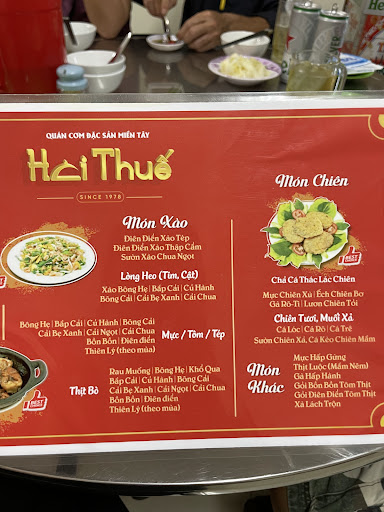 QUÁN CƠM ĐẶC SẢN MIỀN TÂY
Hai Thuố
SINCE 1978
Món Xào
Điên Điển Xào Tép
Điên Điển Xào Thập Cẩm
Sườn Xào Chua Ngọt
Lòng Heo (Tim, Cật)
Xào Bông Hẹ | Bắp Cải | Củ Hành
Bông Cải | Cải Bẹ Xanh | Cải Chua
Bông Hẹ | Bắp Cải | Củ Hành | Bông Cải
Cải Bẹ Xanh | Cải Ngọt | Cải Chua
Bồn Bồn | Điên điển
Thiên Lý (theo mùa)
Mực / Tôm / Tép
Thịt Bò
Rau Muống | Bông Hẹ | Khổ Qua
Bắp Cải | Củ Hành | Bông Cải
Cải Bẹ Xanh | Cải Ngọt | Cải Chua
Bồn Bồn | Điên điển
Thiên Lý (theo mùa)
BEST
Món Chiên
BEST
Chả Cá Thác Lác Chiên
Mực Chiên Xù | Ếch Chiên Bơ
Gà Rô-Ti | Lươn Chiên Tỏi
Chiên Tươi, Muối Xả
Cá Lóc | Cá Rô | Cá Trê
Sườn Chiên Xả, Cá Kèo Chiên Mắm
Món Khác
Mực Hấp Gừng
Thịt Luộc (Mắm Nêm)
Gà Hấp Hành
Gỏi Bồn Bồn Tôm Thịt
Gỏi Điên Điển Tôm Thịt
Xà Lách Trộn